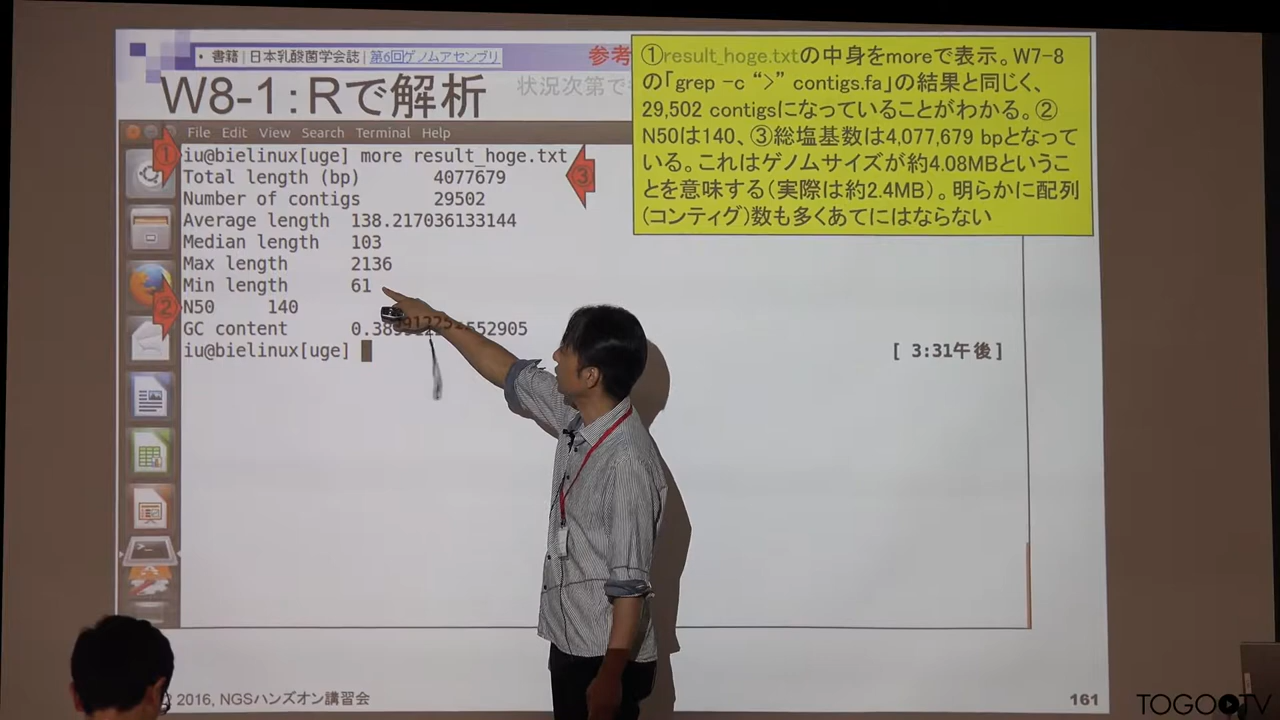 ・書籍 | 日本乳酸菌学会誌 | 第6回ゲノムアセンブリ
参考
W8-1：Rで解析
状況次第で
①result_hoge.txtの中身をmoreで表示。W7-8
の「grep -c “>” contigs.fa」の結果と同じく、
29,502 contigsになっていることがわかる。②
N50は140、③総塩基数は4,077,679 bpとなって
いる。これはゲノムサイズが約4.08MBというこ
とを意味する（実際は約2.4MB）。明らかに配列
（コンティグ）数も多くあてにはならない
File Edit View Search Terminal Help
①
iu@bielinux[uge] more result_hoge.txt
③
Total length (bp) 4077679
Number of contigs 29502
Average length 138.217036133144
Median length 103
Max length 2136
Min length 61
②
N50 140
GC content
iu@bielinux[uge]
[ 3:31午後]
2016, NGSハンズオン講習会
161
TOGOTV